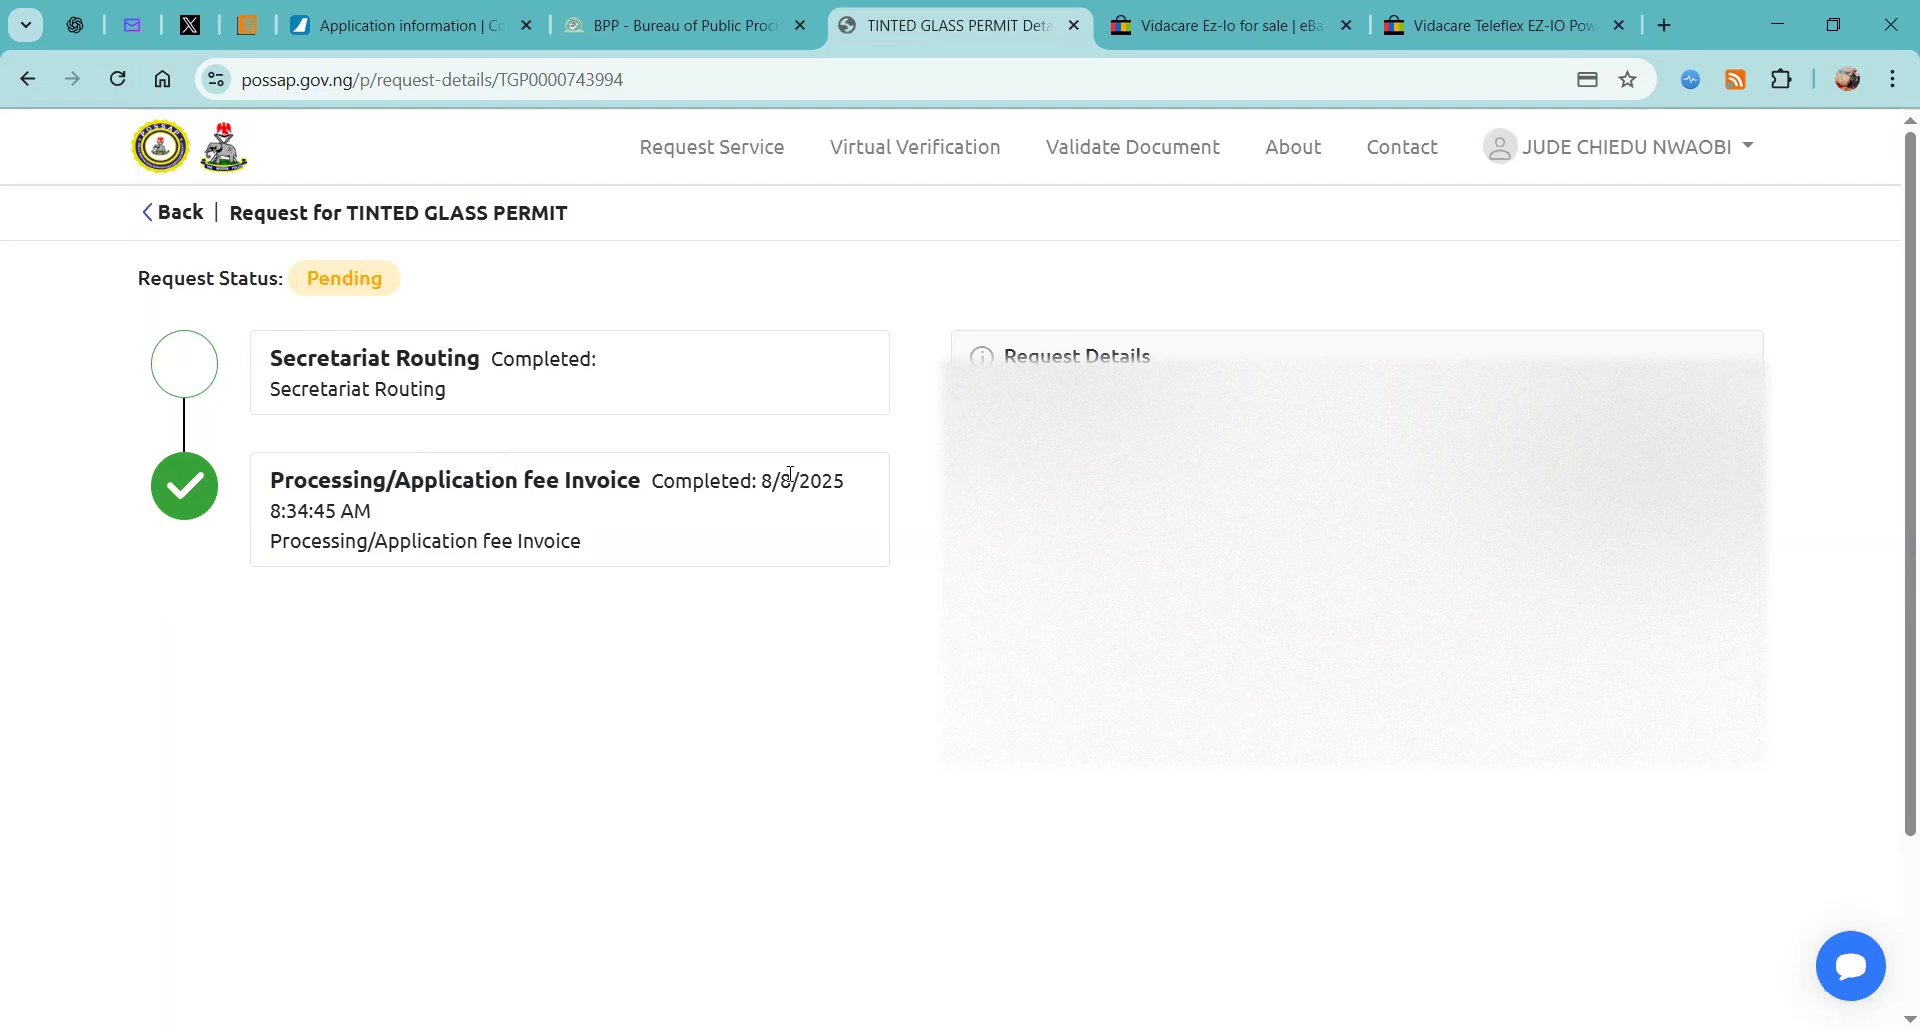 Application information | Co
BPP - Bureau of Public Proc
TINTED GLASS PERMIT Deta
Vidacare Ez-Io for sale | eBa
Vidacare Teleflex EZ-IO Pow
possap.gov.ng/p/request-details/TGP0000743994
POSSAP
Request Service
Virtual Verification
Validate Document
About
Contact
JUDE CHIEDU NWAOBI
Back | Request for TINTED GLASS PERMIT
Request Status: Pending
Secretariat Routing Completed:
Secretariat Routing
Processing/Application fee Invoice Completed: 8/8/2025
8:34:45 AM
Processing/Application fee Invoice
Request Details